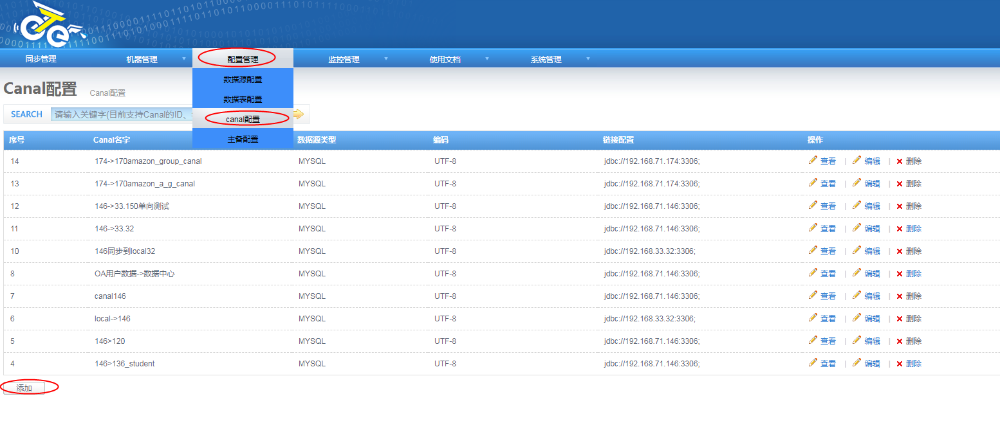 eTe
同步管理 机器管理 配置管理 监控管理 使用文档 系统管理
数据源配置
数据表配置
canal配置
主备配置
Canal配置 Canal配置
SEARCH 请输入关键字(目前支持Canal的ID、
序号 Canal名字 数据源类型 编码 链接配置 操作
14 174->170amazon_group_canal MYSQL UTF-8 jdbc://192.168.71.174:3306; 查看 | 编辑 | 删除
13 174->170amazon_a_g_canal MYSQL UTF-8 jdbc://192.168.71.174:3306; 查看 | 编辑 | 删除
12 146->33.150单向测试 MYSQL UTF-8 jdbc://192.168.71.146:3306; 查看 | 编辑 | 删除
11 146->33.32 MYSQL UTF-8 jdbc://192.168.71.146:3306; 查看 | 编辑 | 删除
10 146同步到local32 MYSQL UTF-8 jdbc://192.168.33.32:3306; 查看 | 编辑 | 删除
8 OA用户数据->数据中心 MYSQL UTF-8 jdbc://192.168.71.146:3306; 查看 | 编辑 | 删除
7 canal146 MYSQL UTF-8 jdbc://192.168.71.146:3306; 查看 | 编辑 | 删除
6 local->146 MYSQL UTF-8 jdbc://192.168.33.32:3306; 查看 | 编辑 | 删除
5 146>120 MYSQL UTF-8 jdbc://192.168.71.146:3306; 查看 | 编辑 | 删除
4 146>136_student MYSQL UTF-8 jdbc://192.168.71.146:3306; 查看 | 编辑 | 删除
添加